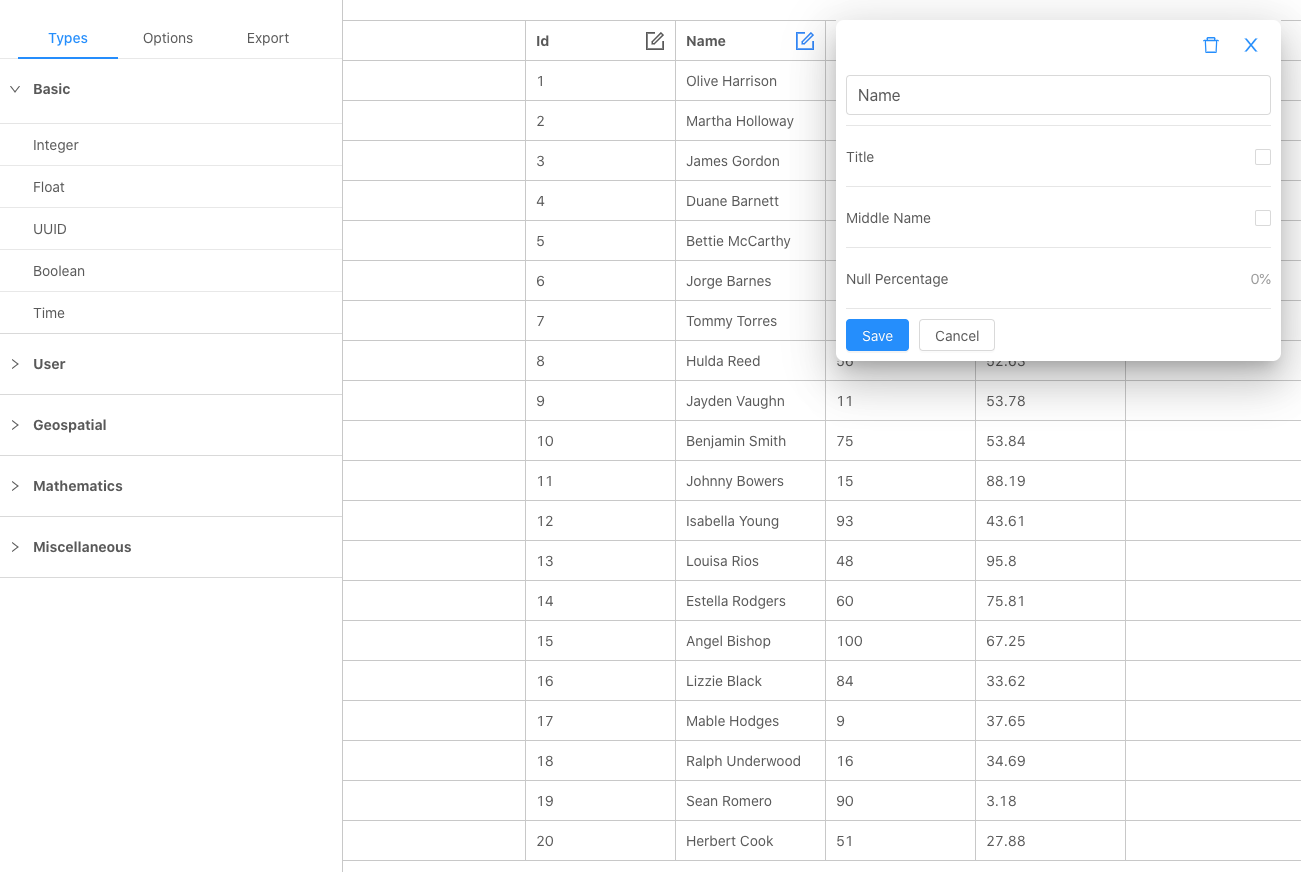 Types Options Export
Basic
Integer
Float
UUID
Boolean
Time
User
Geospatial
Mathematics
Miscellaneous
Id Name
1 Olive Harrison
2 Martha Holloway
3 James Gordon
4 Duane Barnett
5 Bettie McCarthy
6 Jorge Barnes
7 Tommy Torres
8 Hulda Reed 56 52.63
9 Jayden Vaughn 11 53.78
10 Benjamin Smith 75 53.84
11 Johnny Bowers 15 88.19
12 Isabella Young 93 43.61
13 Louisa Rios 48 95.8
14 Estella Rodgers 60 75.81
15 Angel Bishop 100 67.25
16 Lizzie Black 84 33.62
17 Mable Hodges 9 37.65
18 Ralph Underwood 16 34.69
19 Sean Romero 90 3.18
20 Herbert Cook 51 27.88
Name
Title
Middle Name
Null Percentage 0%
Save Cancel